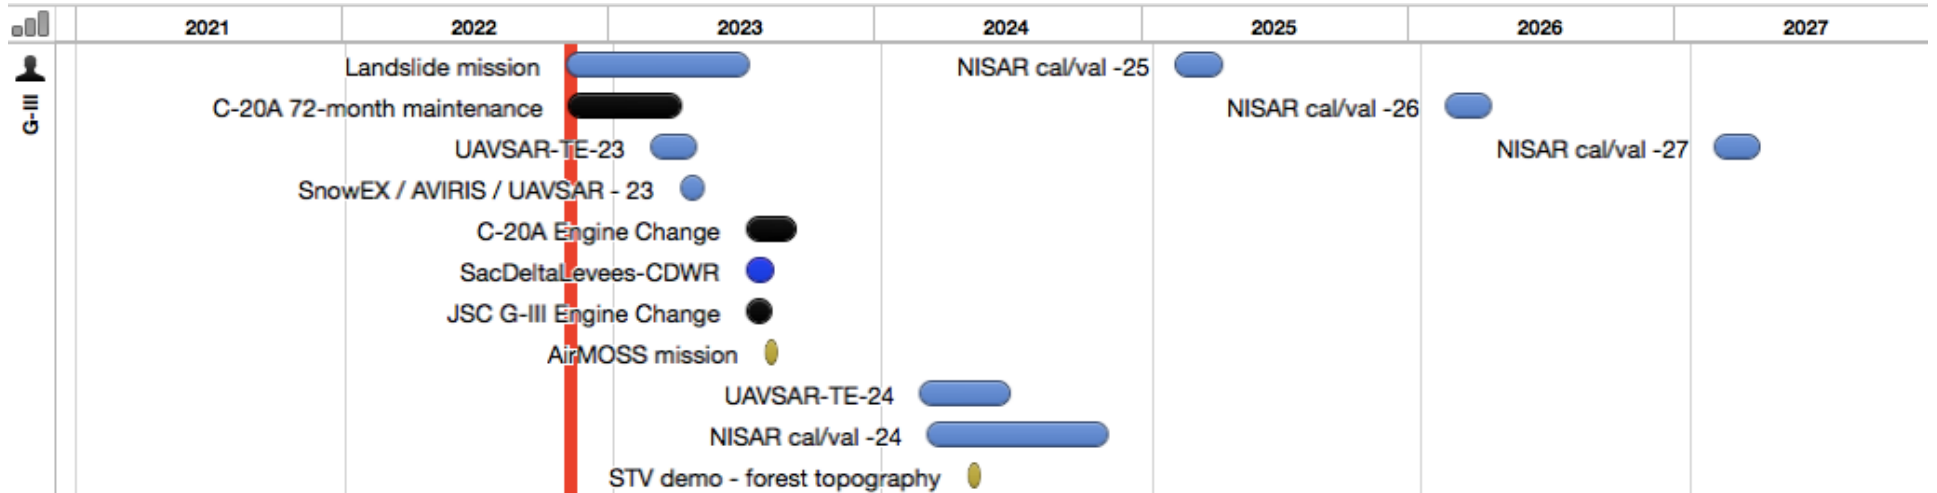 2021 2022 2023 2024 2025 2026 2027
G-III
Landslide mission NISAR cal/val -25
C-20A 72-month maintenance NISAR cal/val -26
UAVSAR-TE-23 NISAR cal/val -27
SnowEX / AVIRIS / UAVSAR - 23
C-20A Engine Change
SacDeltaLevees-CDWR
JSC G-III Engine Change
AirMOSS mission
UAVSAR-TE-24
NISAR cal/val -24
STV demo - forest topography